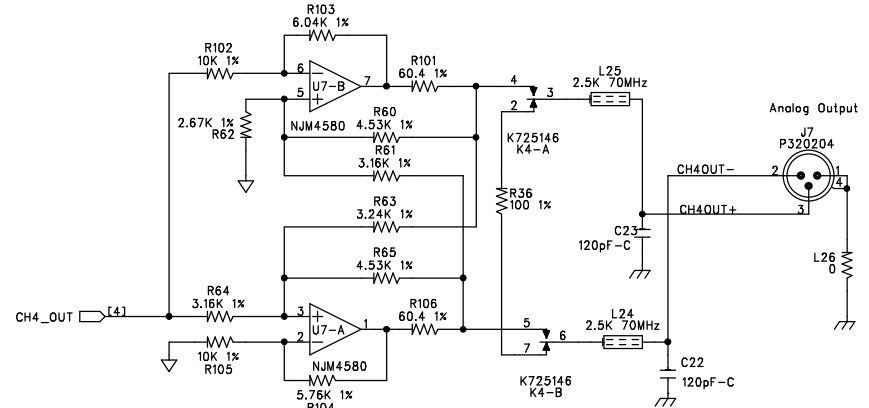 R103
6.04K 1%
R102
10K 1%
R101
60.4 1%
6
5
7
U7-B
2.67K 1%
R62
NJM4580
R60
4.53K 1%
R61
3.16K 1%
R63
3.24K 1%
R65
4.53K 1%
4
3
2
K725146
K4-A
L25
2.5K 70MHz
Analog Output
J7
P320204
CH4OUT-
2
1
4
CH4OUT+
3
R36
100 1%
C23
120pF-C
L26
0
CH4_OUT
[4]
R64
3.16K 1%
R106
60.4 1%
3
2
1
U7-A
10K 1%
R105
NJM4580
5.76K 1%
R104
5
6
7
K725146
K4-B
L24
2.5K 70MHz
C22
120pF-C